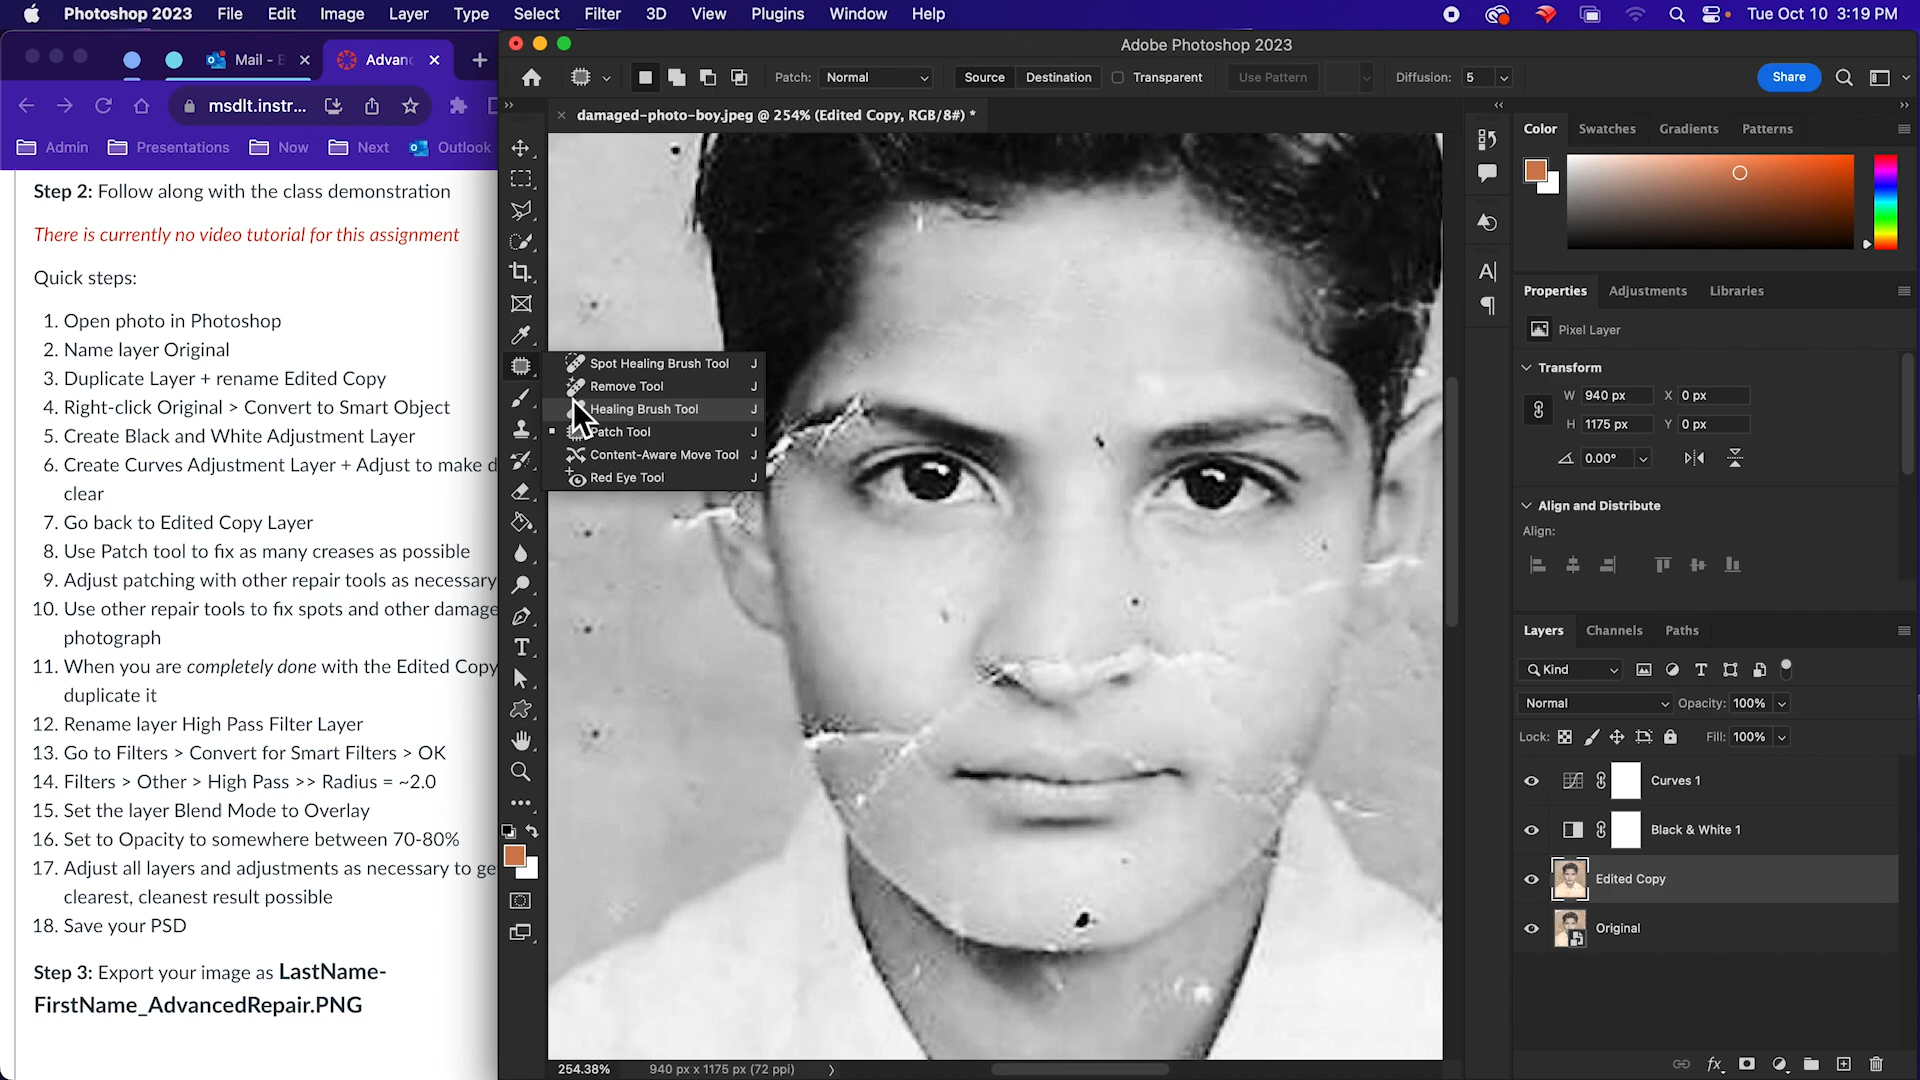 Photoshop 2023 File Edit Image Layer Type Select Filter 3D View Plugins Window Help Tue Oct 10 3:19 PM
Mail - Advanc
Adobe Photoshop 2023
Patch: Normal Source Destination Transparent Use Pattern Diffusion: 5 Share
msdlt.instr...
damaged-photo-boy.jpeg @ 254% (Edited Copy, RGB/8#) *
Admin Presentations Now Next Outlook
Step 2: Follow along with the class demonstration
There is currently no video tutorial for this assignment
Quick steps:
1. Open photo in Photoshop
2. Name layer Original
3. Duplicate Layer + rename Edited Copy
4. Right-click Original > Convert to Smart Object
5. Create Black and White Adjustment Layer
6. Create Curves Adjustment Layer + Adjust to make
clear
7. Go back to Edited Copy Layer
8. Use Patch tool to fix as many creases as possible
9. Adjust patching with other repair tools as necessary
10. Use other repair tools to fix spots and other damage
photograph
11. When you are completely done with the Edited Copy
duplicate it
12. Rename layer High Pass Filter Layer
13. Go to Filters > Convert for Smart Filters > OK
14. Filters > Other > High Pass >> Radius = ~2.0
15. Set the layer Blend Mode to Overlay
16. Set to Opacity to somewhere between 70-80%
17. Adjust all layers and adjustments as necessary to ge
clearest, cleanest result possible
18. Save your PSD
Step 3: Export your image as LastName-
FirstName_AdvancedRepair.PNG
Spot Healing Brush Tool J
Remove Tool J
Healing Brush Tool J
Patch Tool J
Content-Aware Move Tool J
Red Eye Tool J
254.38% 940 px x 1175 px (72 ppi)
Color Swatches Gradients Patterns
Properties Adjustments Libraries
Pixel Layer
Transform
W 940 px X 0 px
H 1175 px Y 0 px
0.00°
Align and Distribute
Align:
Layers Channels Paths
Kind
Normal Opacity: 100%
Lock: Fill: 100%
Curves 1
Black & White 1
Edited Copy
Original